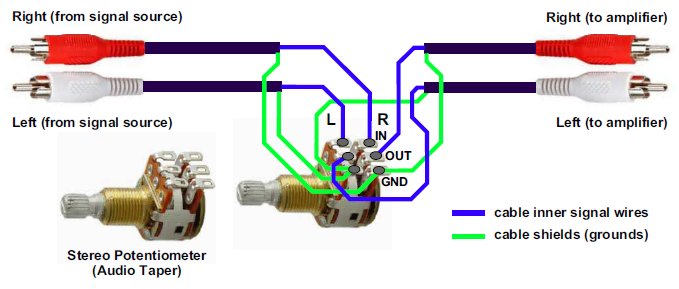 Right (from signal source)
Right (to amplifier)
Left (from signal source)
Left (to amplifier)
L
R
IN
OUT
GND
cable inner signal wires
cable shields (grounds)
Stereo Potentiometer
(Audio Taper)